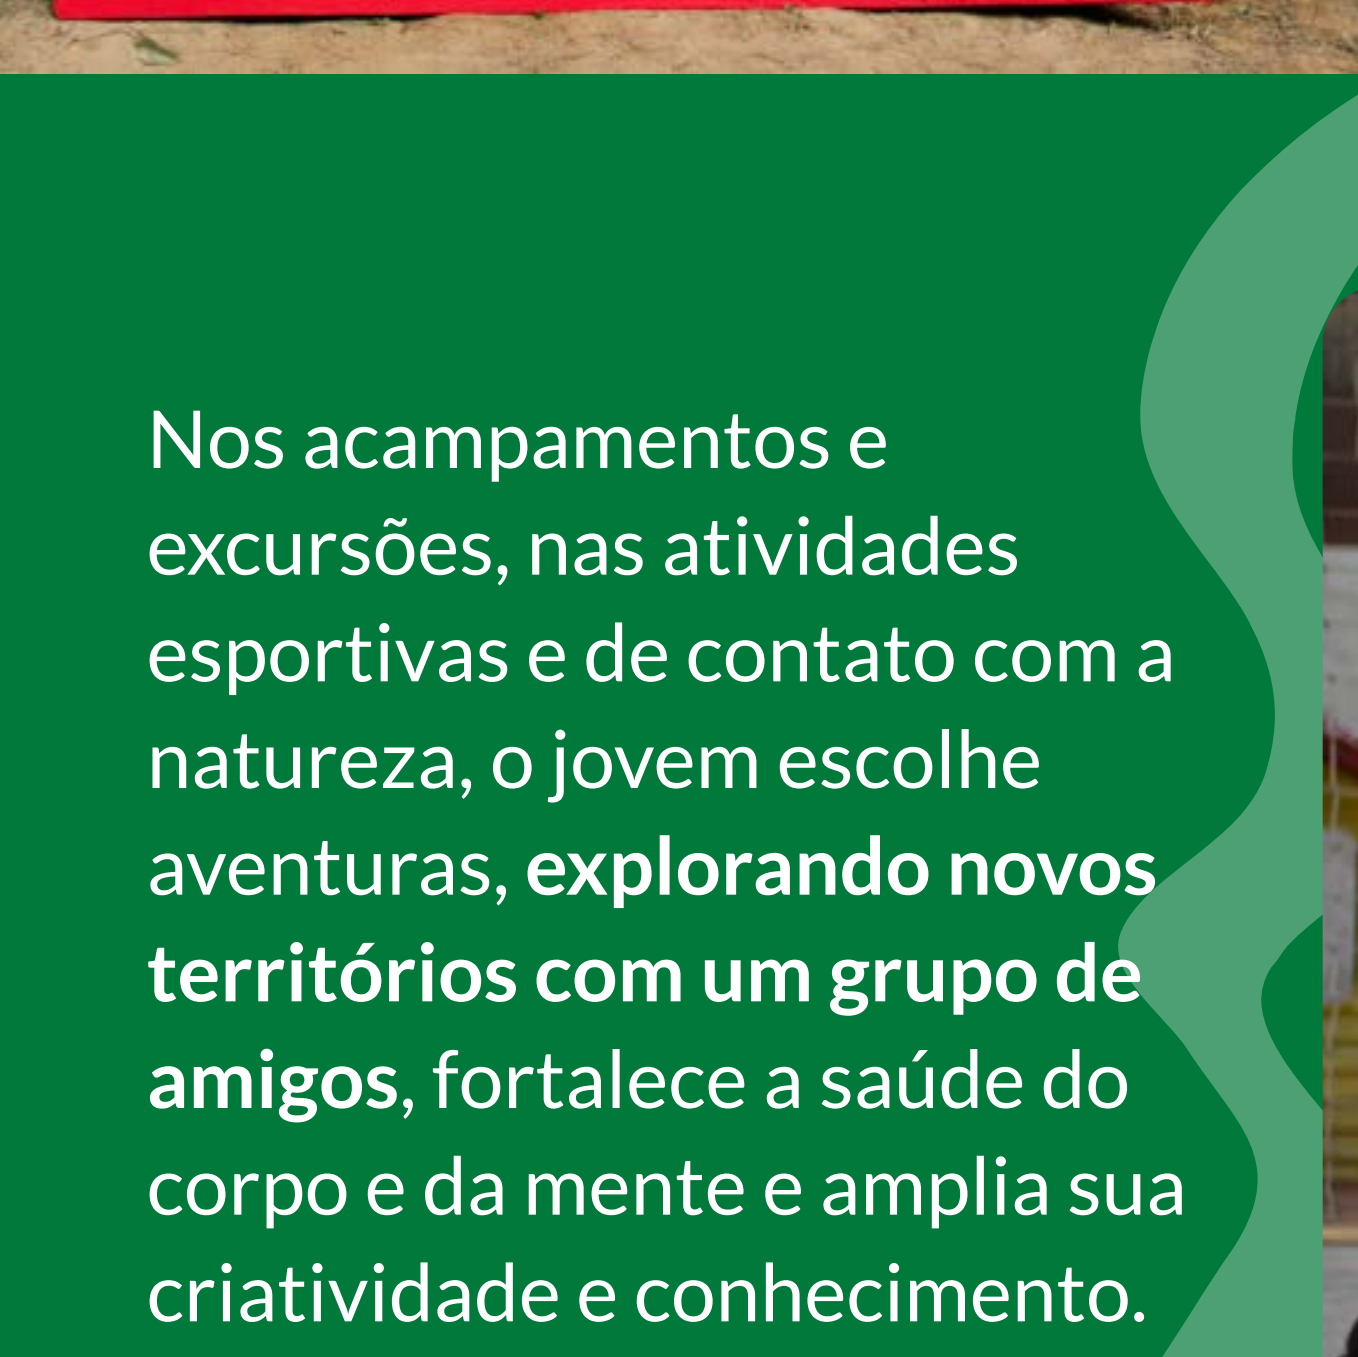 Nos acampamentos e
excursões, nas atividades
esportivas e de contato com a
natureza, o jovem escolhe
aventuras, explorando novos
territórios com um grupo de
amigos, fortalece a saúde do
corpo e da mente e amplia sua
criatividade e conhecimento.